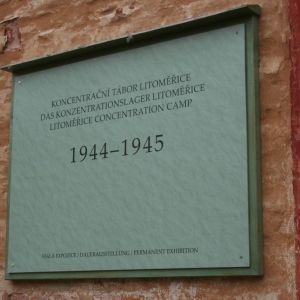 KONCENTRAČNÍ TÁBOR LITOMĚŘICE
DAS KONZENTRATIONSLAGER LITOMĚŘICE
LITOMĚŘICE CONCENTRATION CAMP
1944–1945
STÁLÁ EXPOZICE / DAUERAUSSTELLUNG / PERMANENT EXHIBITION